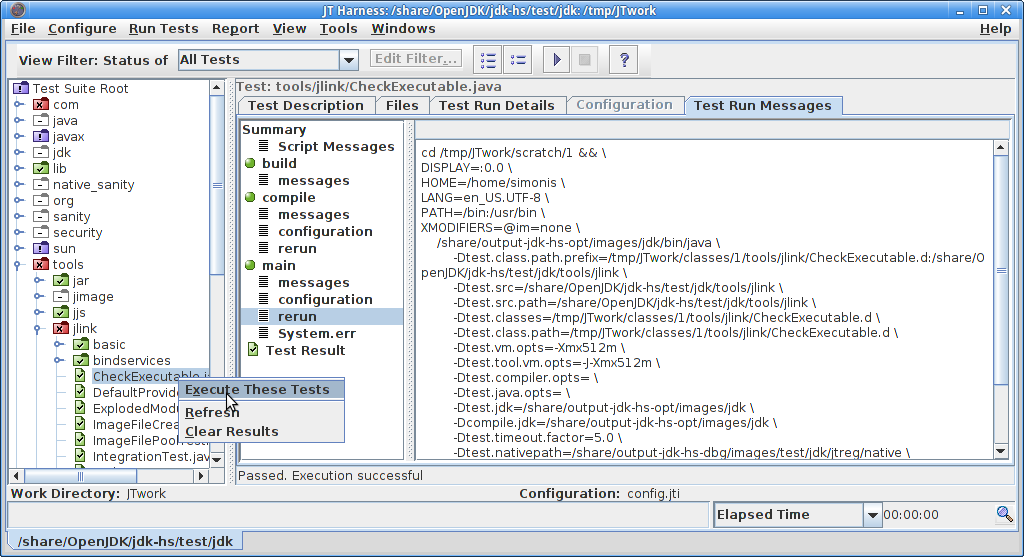 JT Harness: /share/OpenJDK/jdk-hs/test/jdk: /tmp/JTwork
File Configure Run Tests Report View Tools Windows Help
View Filter: Status of All Tests Edit Filter... ?
Test Suite Root
com
java
javax
jdk
lib
native_sanity
org
sanity
security
sun
tools
jar
jimage
jjs
jlink
basic
bindservices
CheckExecutable.j
DefaultProvide
ExplodedModu
ImageFileCrea
ImageFilePoolTes
IntegrationTest.jav
Execute These Tests
Refresh
Clear Results
Test: tools/jlink/CheckExecutable.java
Test Description Files Test Run Details Configuration Test Run Messages
Summary
Script Messages
build
messages
compile
messages
configuration
rerun
main
messages
configuration
rerun
System.err
Test Result
cd /tmp/JTwork/scratch/1 && \
DISPLAY=:0.0 \
HOME=/home/simonis \
LANG=en_US.UTF-8 \
PATH=/bin:/usr/bin \
XMODIFIERS=@im=none \
/share/output-jdk-hs-opt/images/jdk/bin/java \
-Dtest.class.path.prefix=/tmp/JTwork/classes/1/tools/jlink/CheckExecutable.d:/share/O
penJDK/jdk-hs/test/jdk/tools/jlink \
-Dtest.src=/share/OpenJDK/jdk-hs/test/jdk/tools/jlink \
-Dtest.src.path=/share/OpenJDK/jdk-hs/test/jdk/tools/jlink \
-Dtest.classes=/tmp/JTwork/classes/1/tools/jlink/CheckExecutable.d \
-Dtest.class.path=/tmp/JTwork/classes/1/tools/jlink/CheckExecutable.d \
-Dtest.vm.opts=-Xmx512m \
-Dtest.tool.vm.opts=-J-Xmx512m \
-Dtest.compiler.opts= \
-Dtest.java.opts= \
-Dtest.jdk=/share/output-jdk-hs-opt/images/jdk \
-Dcompile.jdk=/share/output-jdk-hs-opt/images/jdk \
-Dtest.timeout.factor=5.0 \
-Dtest.nativepath=/share/output-jdk-hs-dbg/images/test/jdk/jtreg/native \
Passed. Execution successful
Work Directory: JTwork Configuration: config.jti
Elapsed Time 00:00:00
/share/OpenJDK/jdk-hs/test/jdk